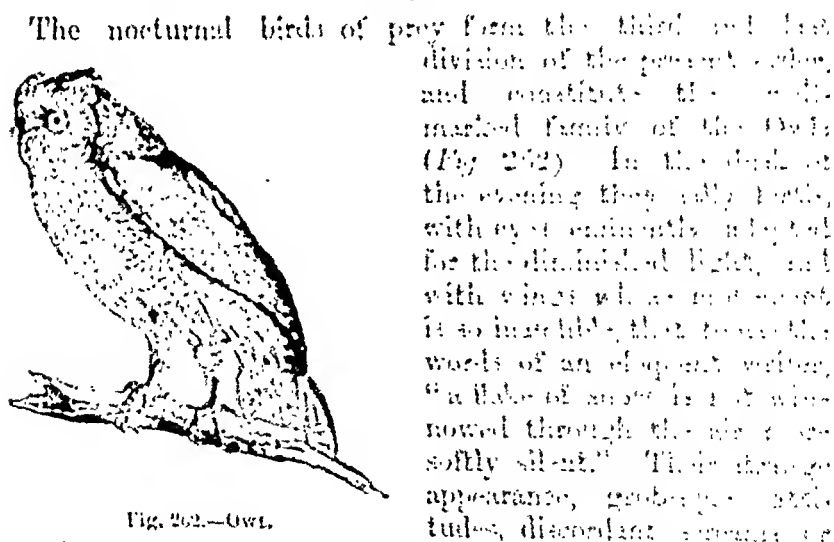 The nocturnal birds of prey form the third and last
division of the present order,
and constitute the
marked family of the Owls
(Fig 262) In the dusk of
the evening they sally forth,
with eyes eminently adapted
for the diminished light, and
with wings whose movement
is so inaudible, that to use the
words of an eloquent writer,
"a flake of snow is not win-
nowed through the air more
softly silent." Their strange
appearance, grotesque atti-
tudes, discordant
Fig. 262.—Owl.